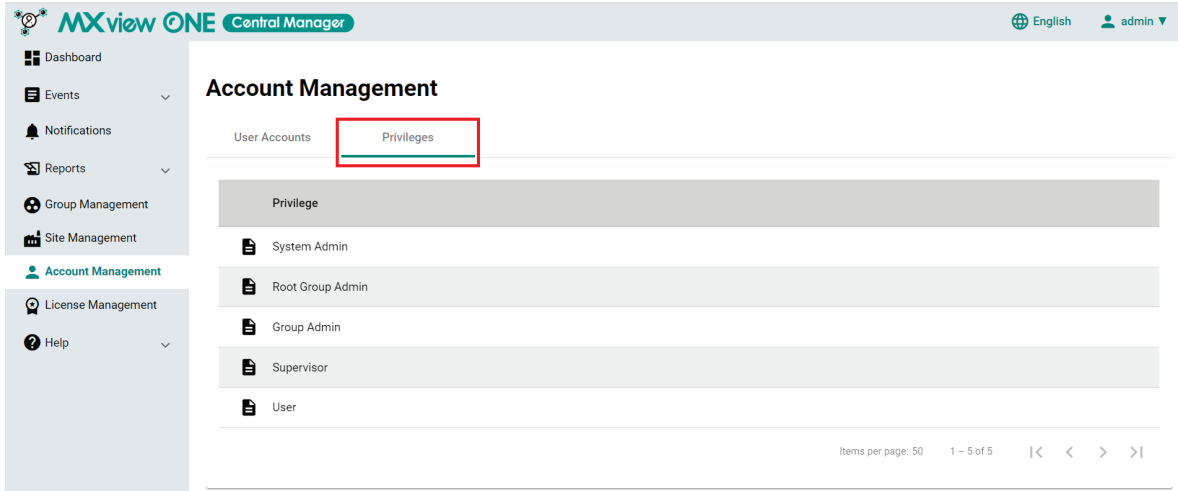 MXview ONE Central Manager
English
admin
Dashboard
Events
Notifications
Reports
Group Management
Site Management
Account Management
License Management
Help
Account Management
User Accounts
Privileges
Privilege
System Admin
Root Group Admin
Group Admin
Supervisor
User
Items per page: 50
1 – 5 of 5